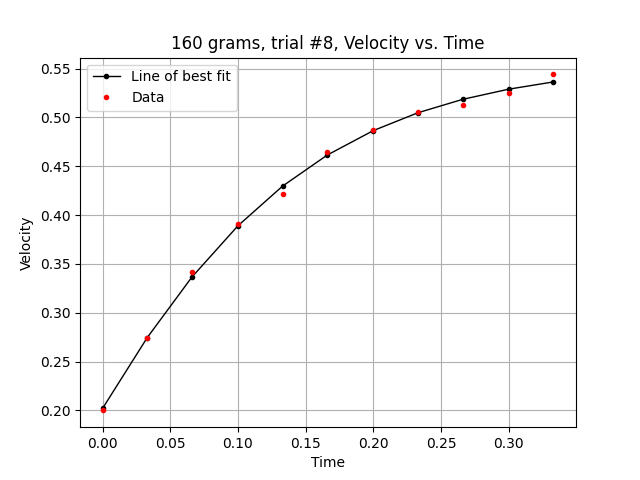 160 grams, trial #8, Velocity vs. Time
Line of best fit
Data
0.55
0.50
0.45
0.40
0.35
0.30
0.25
0.20
Velocity
0.00 0.05 0.10 0.15 0.20 0.25 0.30
Time